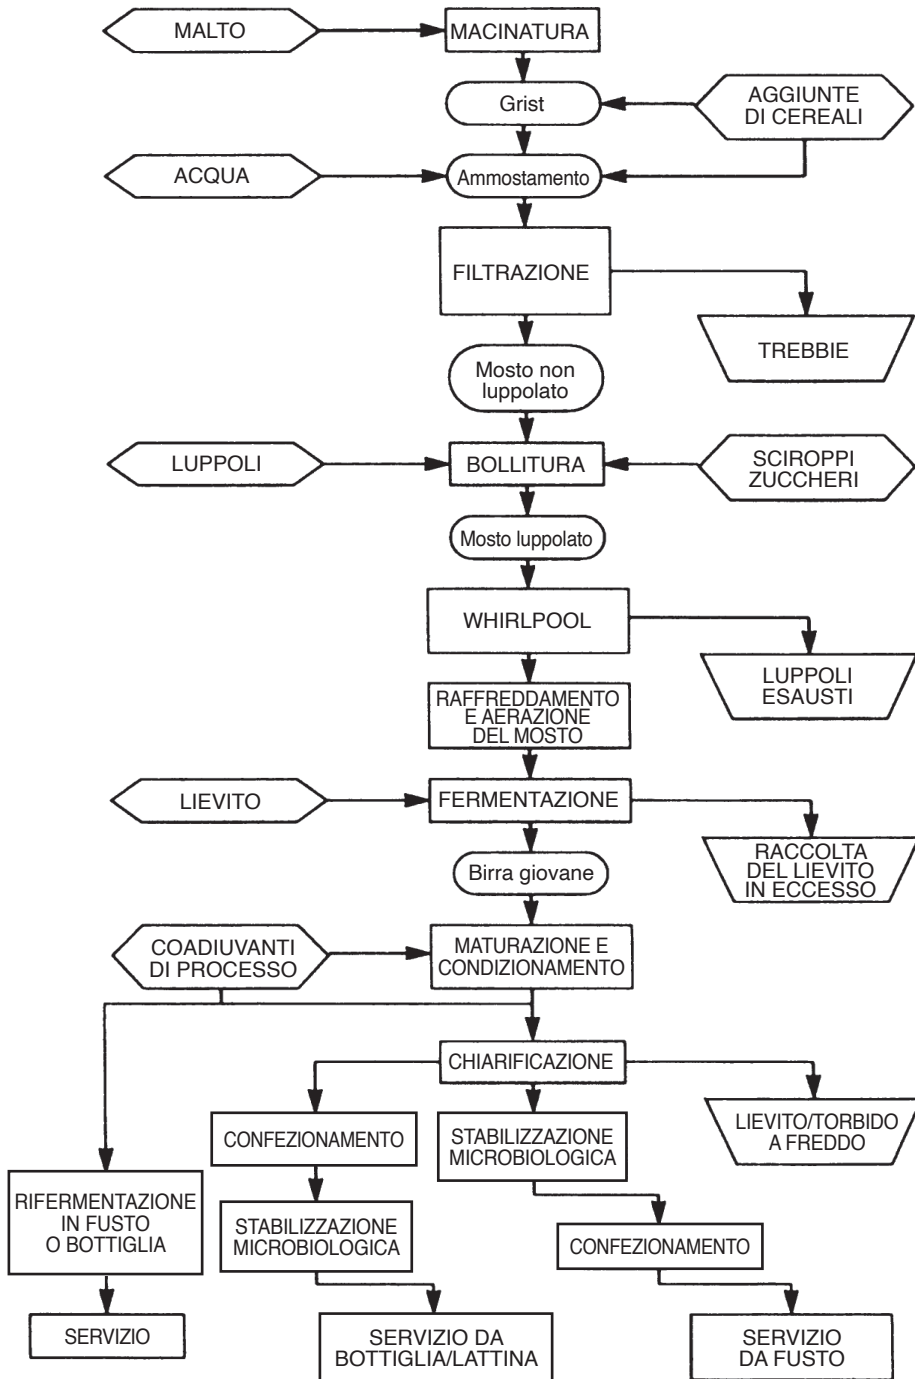 MALTO
MACINATURA
Grist
AGGIUNTE
DI CEREALI
ACQUA
Ammostamento
FILTRAZIONE
TREBBIE
Mosto non
luppolato
LUPPOLI
BOLLITURA
SCIROPPI
ZUCCHERI
Mosto luppolato
WHIRLPOOL
LUPPOLI
ESAUSTI
RAFFREDDAMENTO
E AERAZIONE
DEL MOSTO
LIEVITO
FERMENTAZIONE
RACCOLTA
DEL LIEVITO
IN ECCESSO
Birra giovane
COADIUVANTI
DI PROCESSO
MATURAZIONE E
CONDIZIONAMENTO
CHIARIFICAZIONE
CONFEZIONAMENTO
STABILIZZAZIONE
MICROBIOLOGICA
LIEVITO/TORBIDO
A FREDDO
RIFERMENTAZIONE
IN FUSTO
O BOTTIGLIA
STABILIZZAZIONE
MICROBIOLOGICA
CONFEZIONAMENTO
SERVIZIO
SERVIZIO DA
BOTTIGLIA/LATTINA
SERVIZIO
DA FUSTO